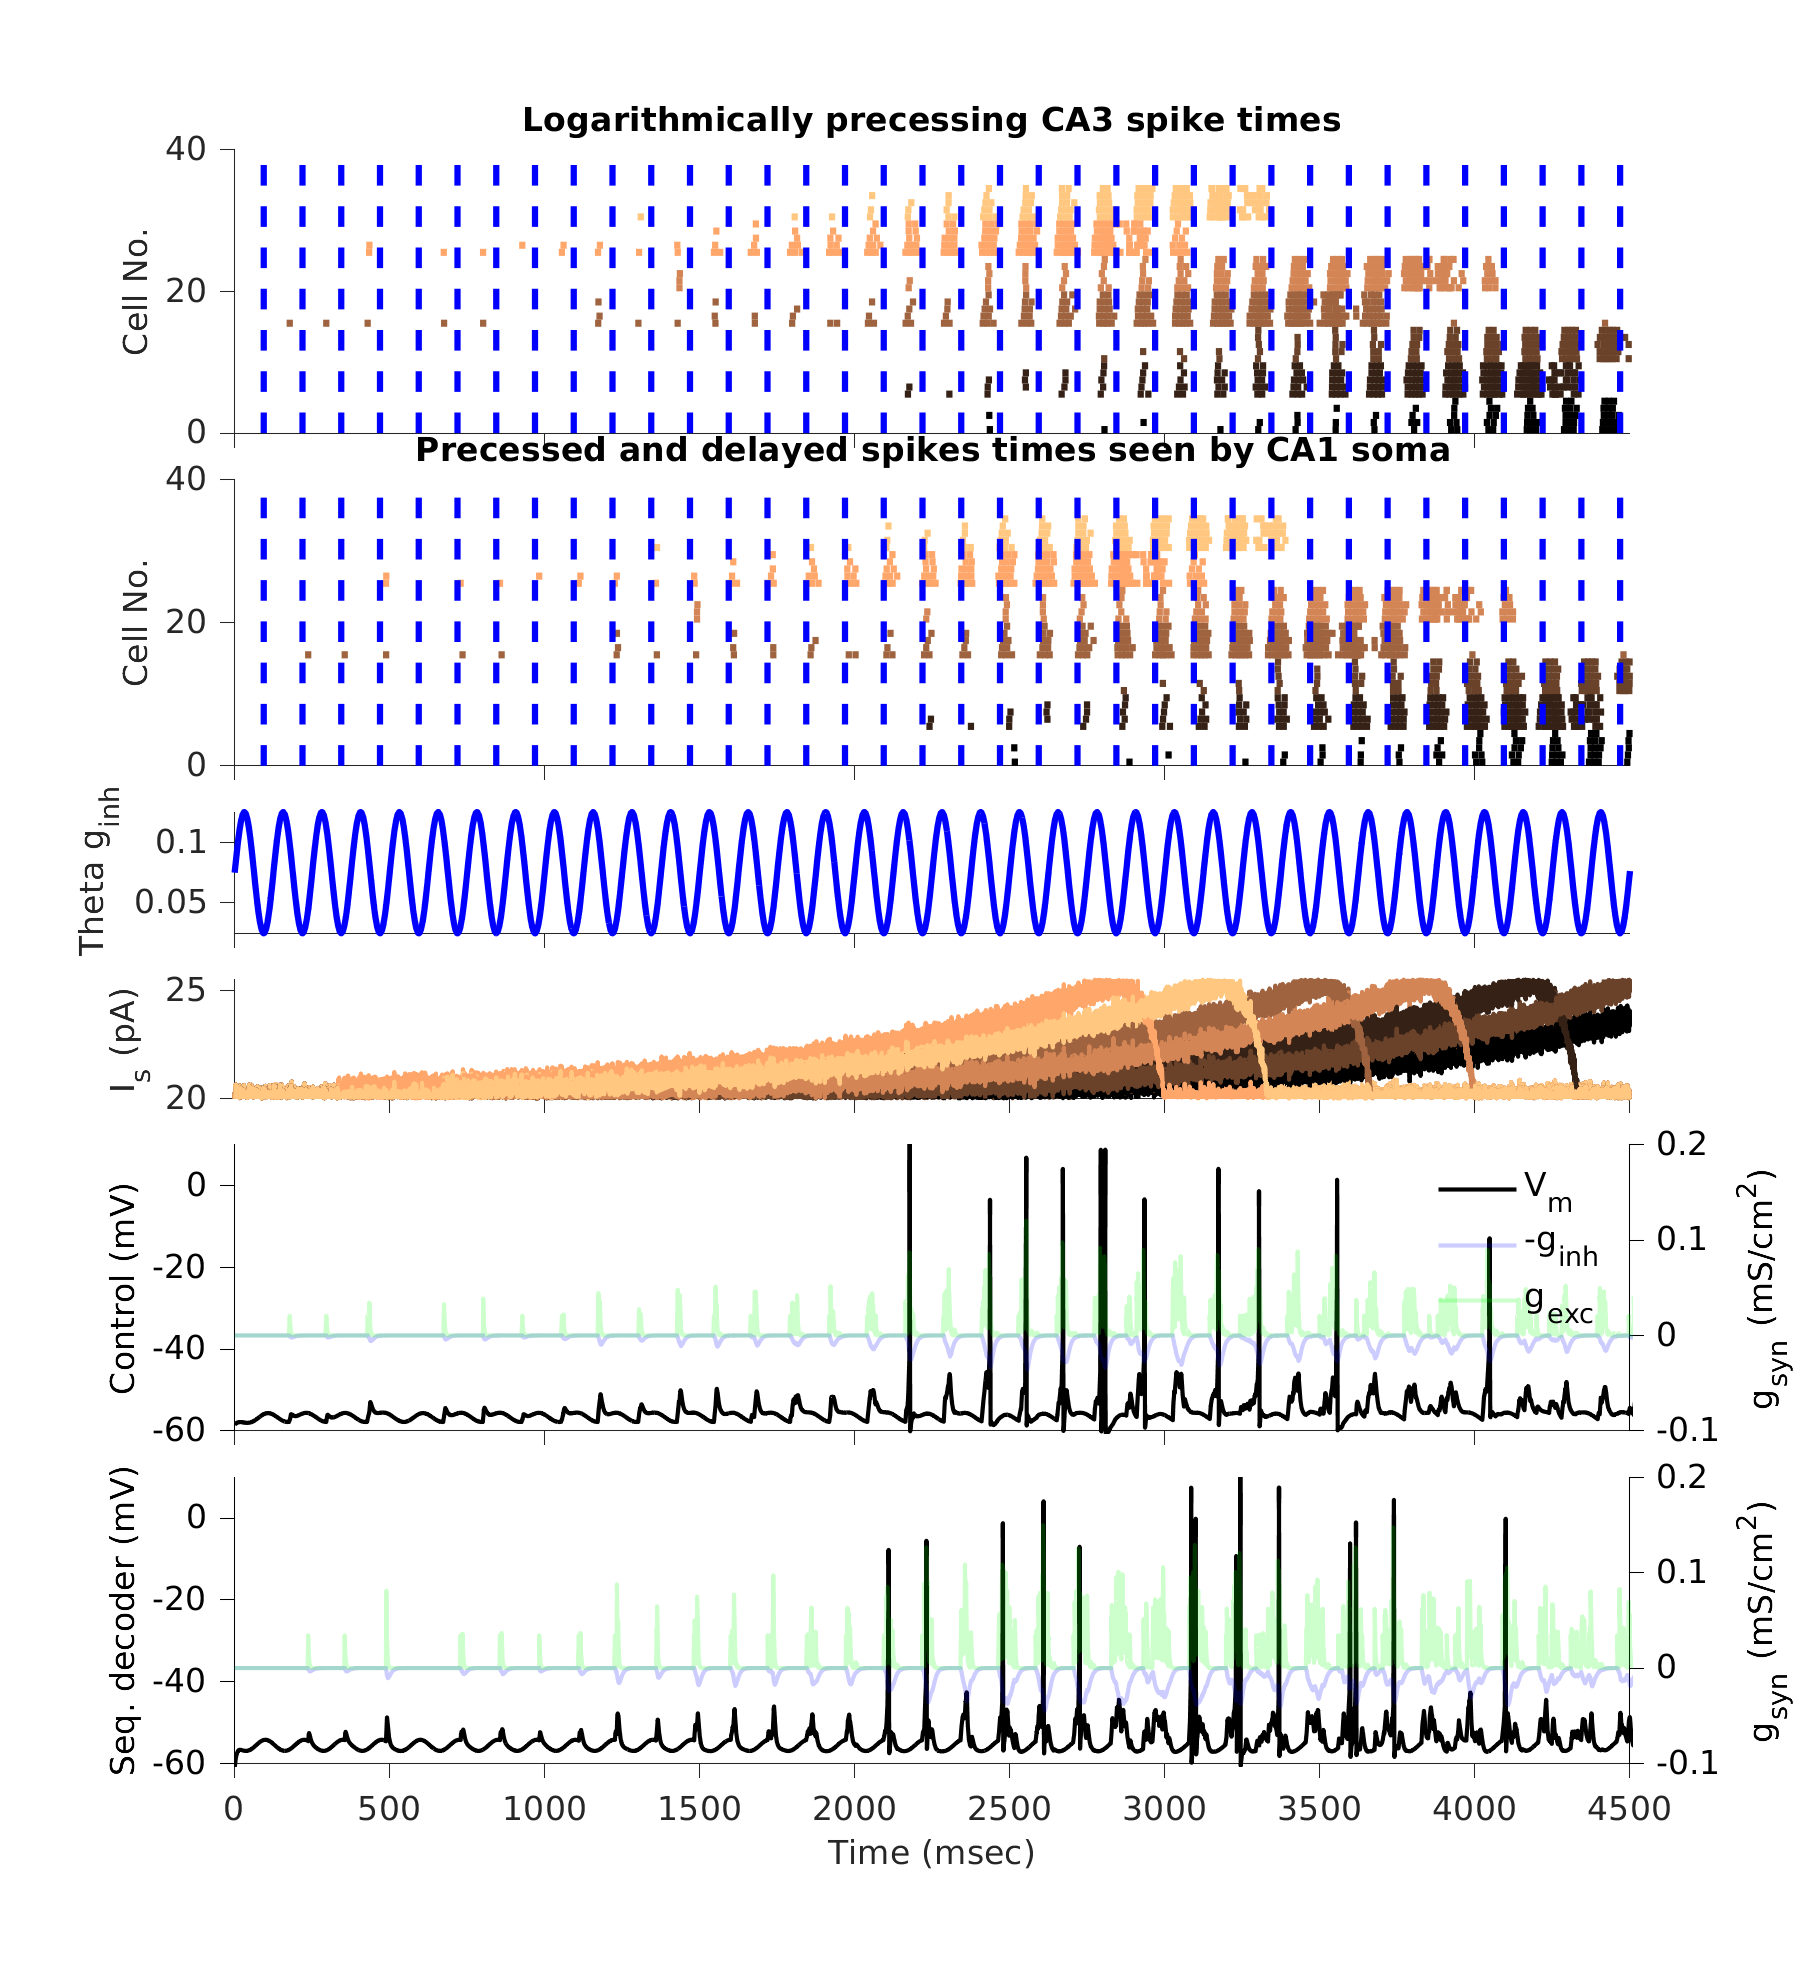 Logarithmically precessing CA3 spike times
40
20
0
Cell No.
Precessed and delayed spikes times seen by CA1 soma
40
20
0
Cell No.
0.1
0.05
Theta g_inh
25
20
I_s (pA)
0
-20
-40
-60
Control (mV)
V_m
-g_inh
g_exc
0.2
0.1
0
-0.1
g_syn (mS/cm^2)
0
-20
-40
-60
Seq. decoder (mV)
0.2
0.1
0
-0.1
g_syn (mS/cm^2)
0 500 1000 1500 2000 2500 3000 3500 4000 4500
Time (msec)